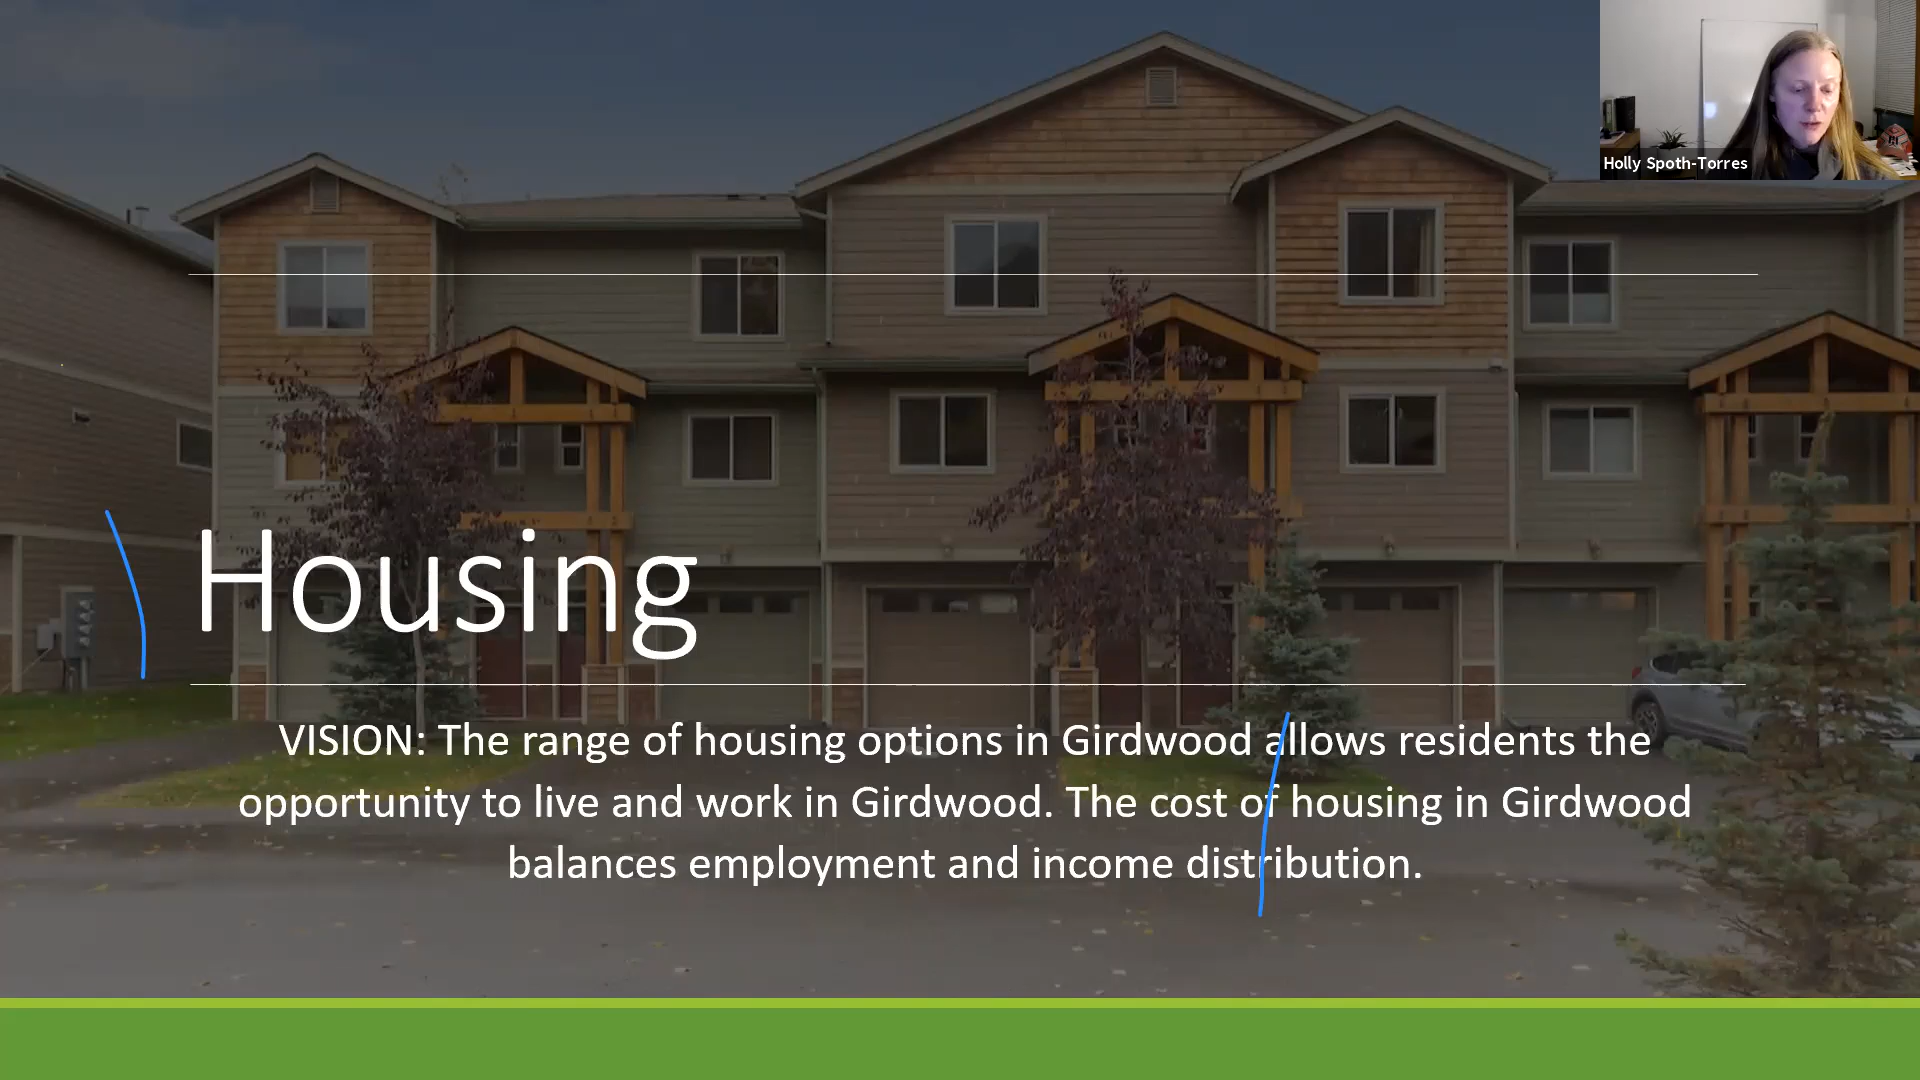 Holly Spoth-Torres
Housing
VISION: The range of housing options in Girdwood allows residents the
opportunity to live and work in Girdwood. The cost of housing in Girdwood
balances employment and income distribution.